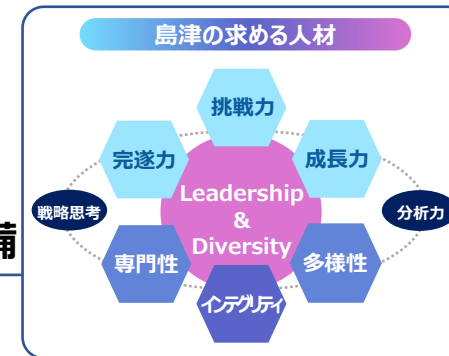 島津の求める人材
挑戦力
完遂力
成長力
Leadership
&
Diversity
戦略思考
分析力
備
専門性
多様性
インテグリティ